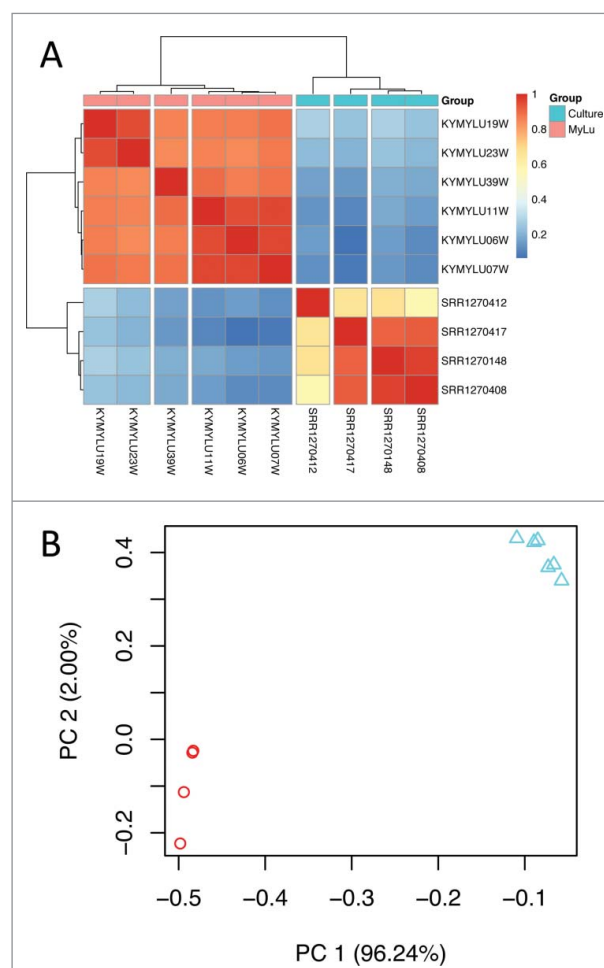 A
Group
KYMYLU19W
KYMYLU23W
KYMYLU39W
KYMYLU11W
KYMYLU06W
KYMYLU07W
SRR1270412
SRR1270417
SRR1270148
SRR1270408
Group
Culture
MyLu
1
0.8
0.6
0.4
0.2
KYMYLU19W
KYMYLU23W
KYMYLU39W
KYMYLU11W
KYMYLU06W
KYMYLU07W
SRR1270412
SRR1270417
SRR1270148
SRR1270408
B
PC 2 (2.00%)
0.4
0.2
0.0
−0.2
−0.5
−0.4
−0.3
−0.2
−0.1
PC 1 (96.24%)